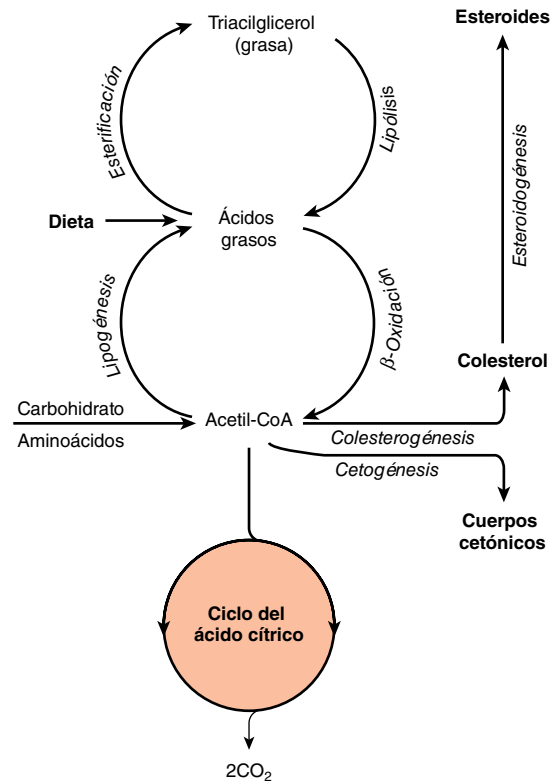 Triacilglicerol
(grasa)
Esteroides
Esterificación
Lipólisis
Esteroidogénesis
Dieta
Ácidos
grasos
Lipogénesis
β-Oxidación
Colesterol
Carbohidrato
Aminoácidos
Acetil-CoA
Colesterogénesis
Cetogénesis
Cuerpos
cetónicos
Ciclo del
ácido cítrico
2CO₂